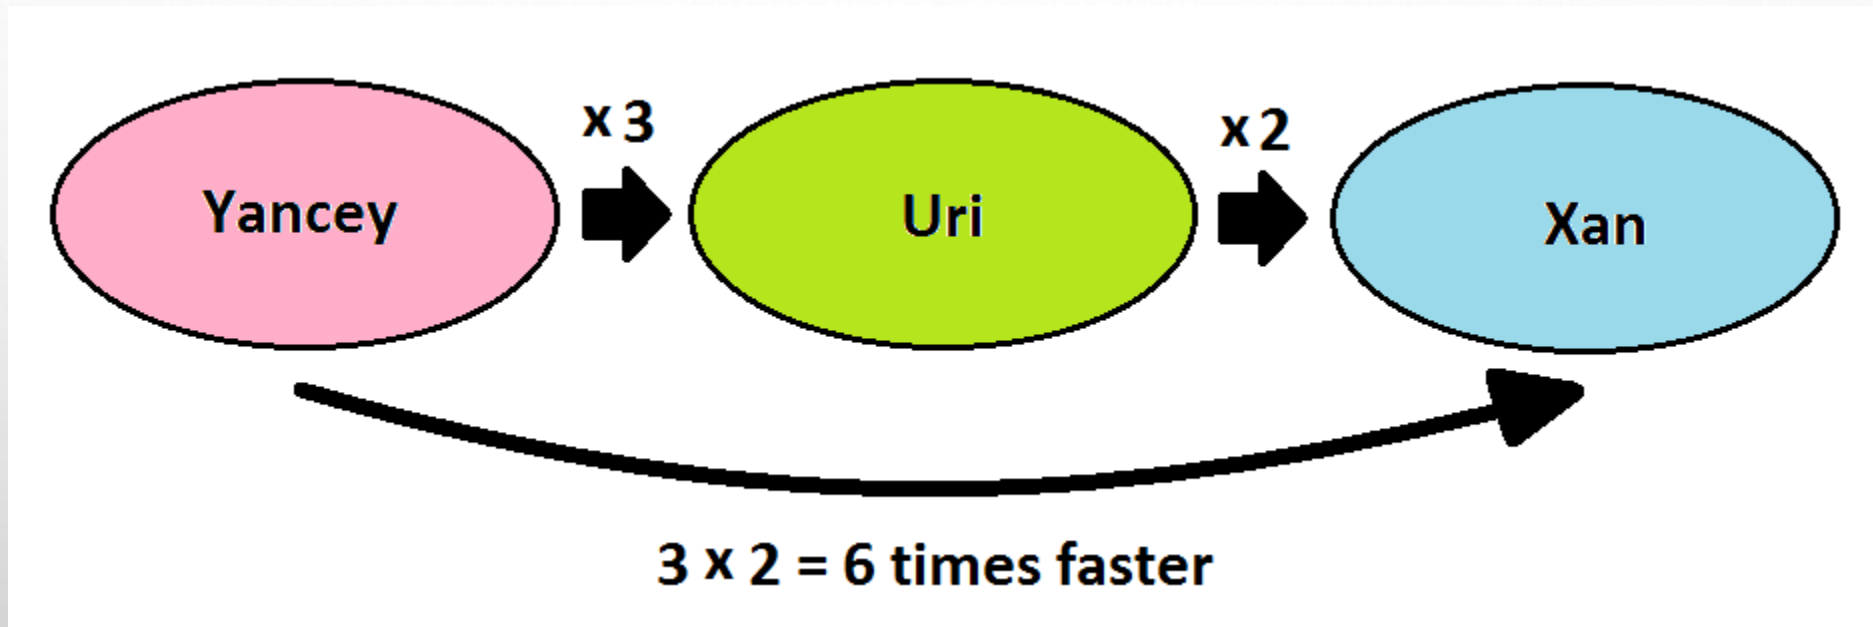 x 3
x 2
Yancey
Uri
Xan
3 x 2 = 6 times faster